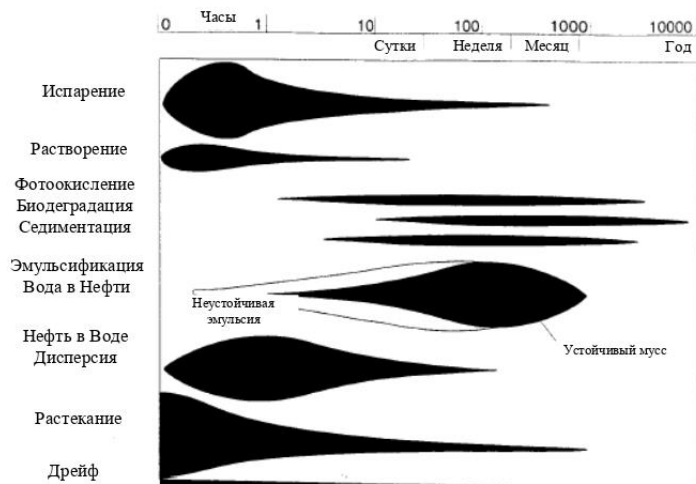 Часы
0 1 10 100 1000 10000
Сутки Неделя Месяц Год
Испарение
Растворение
Фотоокисление
Биодеградация
Седиментация
Эмульсификация
Вода в Нефти
Неустойчивая
эмульсия
Нефть в Воде
Дисперсия
Устойчивый мусс
Растекание
Дрейф